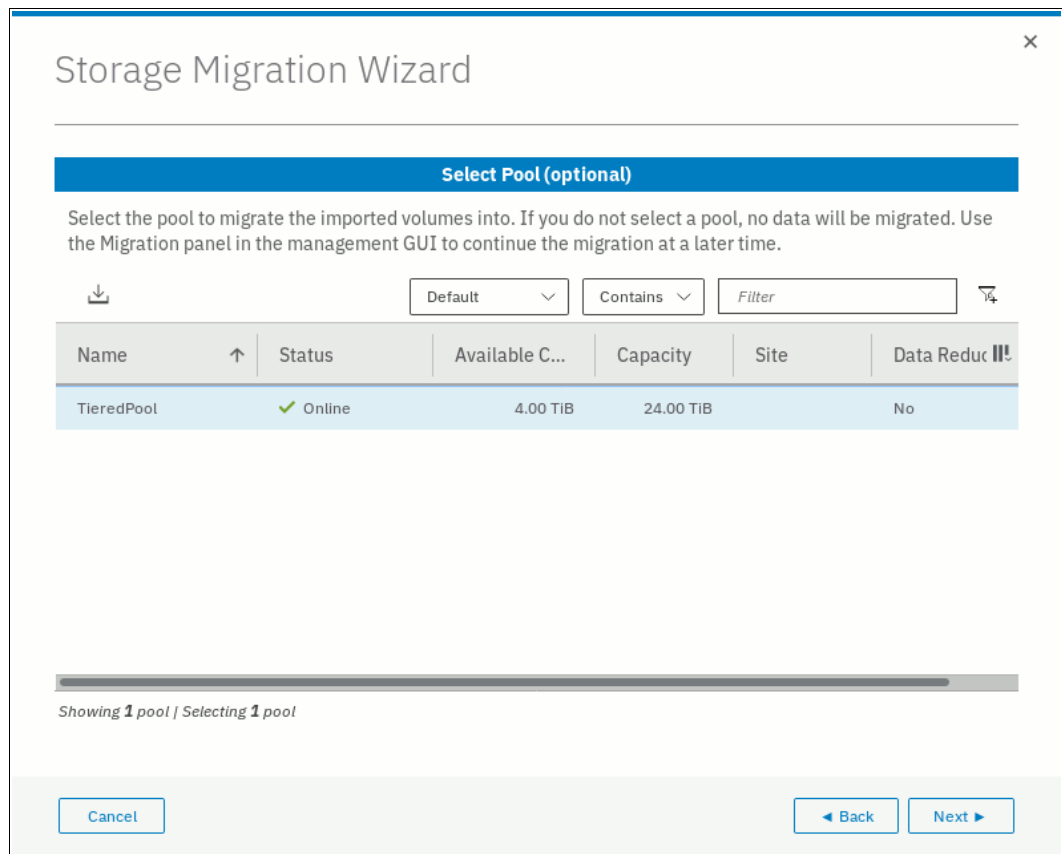 Storage Migration Wizard
Select Pool (optional)
Select the pool to migrate the imported volumes into. If you do not select a pool, no data will be migrated. Use
the Migration panel in the management GUI to continue the migration at a later time.
Default Contains Filter
Name Status Available C... Capacity Site Data Reduc
TieredPool Online 4.00 TiB 24.00 TiB No
Showing 1 pool | Selecting 1 pool
Cancel Back Next